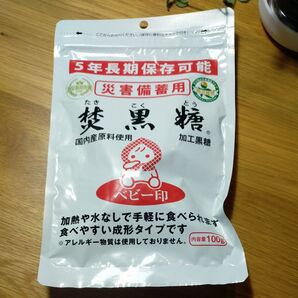 5年長期保存可能
災害備蓄用
たき こく とう
焚黒糖®
国内産原料使用 加工黒糖
ベビー印
加熱や水なしで手軽に食べられます
食べやすい成形タイプです
※アレルギー物質は使用しておりません。
内容量100g